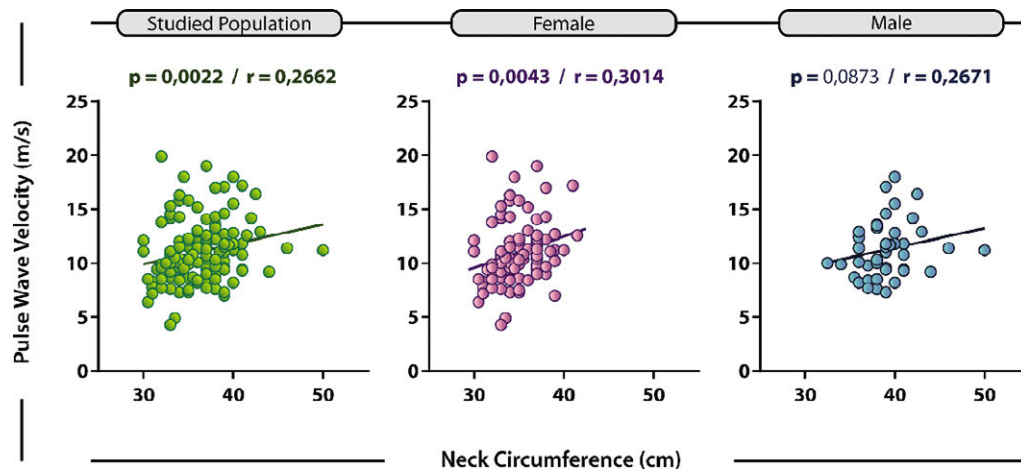 Studied Population
Female
Male
p = 0,0022 / r = 0,2662
p = 0,0043 / r = 0,3014
p = 0,0873 / r = 0,2671
Pulse Wave Velocity (m/s)
25
20
15
10
5
0
30 40 50
25
20
15
10
5
0
30 40 50
25
20
15
10
5
0
30 40 50
Neck Circumference (cm)